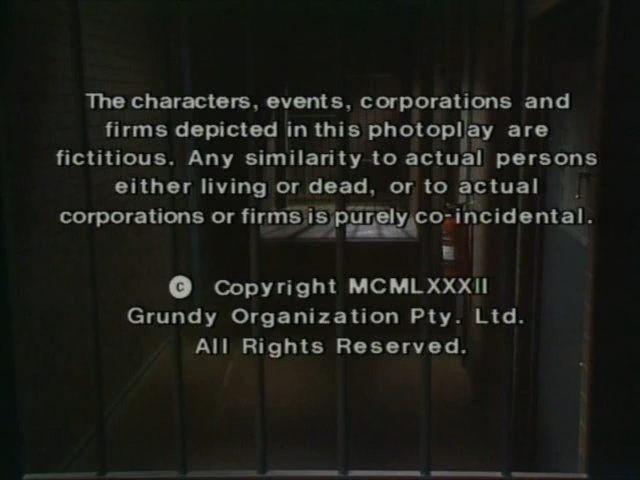 The characters, events, corporations and
firms depicted in this photoplay are
fictitious. Any similarity to actual persons
either living or dead, or to actual
corporations or firms is purely co-incidental.
© Copyright MCMLXXXII
Grundy Organization Pty. Ltd.
All Rights Reserved.